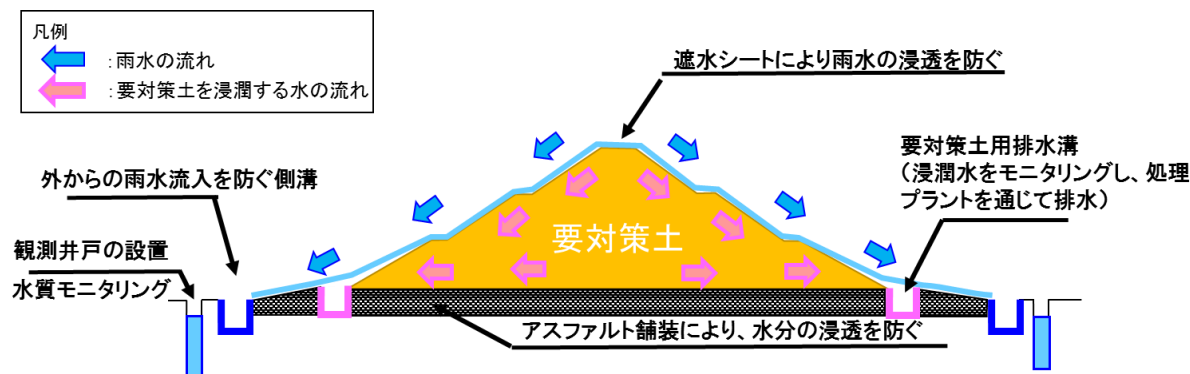 凡例
:雨水の流れ
:要対策土を浸潤する水の流れ
遮水シートにより雨水の浸透を防ぐ
要対策土用排水溝
(浸潤水をモニタリングし、処理
プラントを通じて排水)
外からの雨水流入を防ぐ側溝
要対策土
観測井戸の設置
水質モニタリング
アスファルト舗装により、水分の浸透を防ぐ